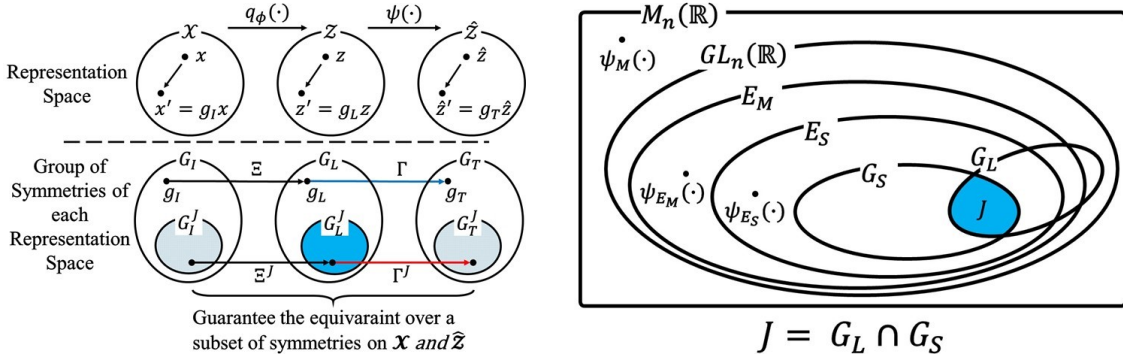 q_ϕ(·) ψ(·)
𝒳 𝒵 𝒵̂
Representation
Space
x z ẑ
x′ = g_I x z′ = g_L z ẑ′ = g_T ẑ
Group of
Symmetries of
each
Representation
Space
G_I Ξ G_L Γ G_T
g_I g_L g_T
G_I^J G_L^J G_T^J
Ξ^J Γ^J
Guarantee the equivaraint over a
subset of symmetries on 𝒳 and 𝒵̂
M_n(ℝ)
ψ_M(·)
GL_n(ℝ)
E_M
E_S
G_L
G_S
ψ_{E_M}(·)
ψ_{E_S}(·)
J
J = G_L ∩ G_S